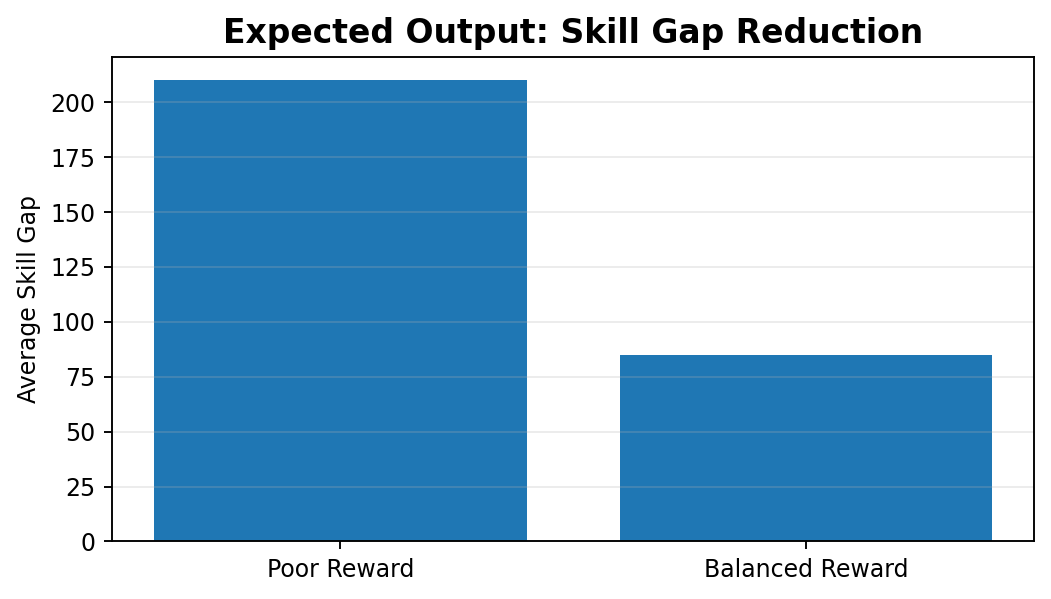 Expected Output: Skill Gap Reduction
Average Skill Gap
200
175
150
125
100
75
50
25
0
Poor Reward
Balanced Reward